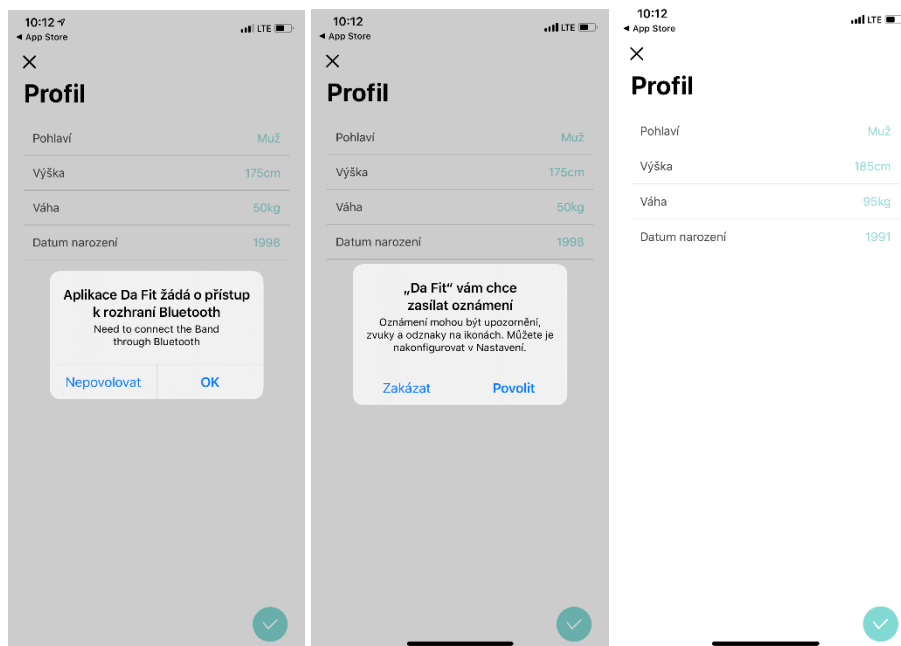 10:12
LTE
App Store
Profil
Pohlaví Muž
Výška 175cm
Váha 50kg
Datum narození 1998
Aplikace Da Fit žádá o přístup
k rozhraní Bluetooth
Need to connect the Band
through Bluetooth
Nepovolovat OK
10:12
LTE
App Store
Profil
Pohlaví Muž
Výška 175cm
Váha 50kg
Datum narození 1998
„Da Fit“ vám chce
zasílat oznámení
Oznámení mohou být upozornění,
zvuky a odznaky na ikonách. Můžete je
nakonfigurovat v Nastavení.
Zakázat Povolit
10:12
LTE
App Store
Profil
Pohlaví Muž
Výška 185cm
Váha 95kg
Datum narození 1991